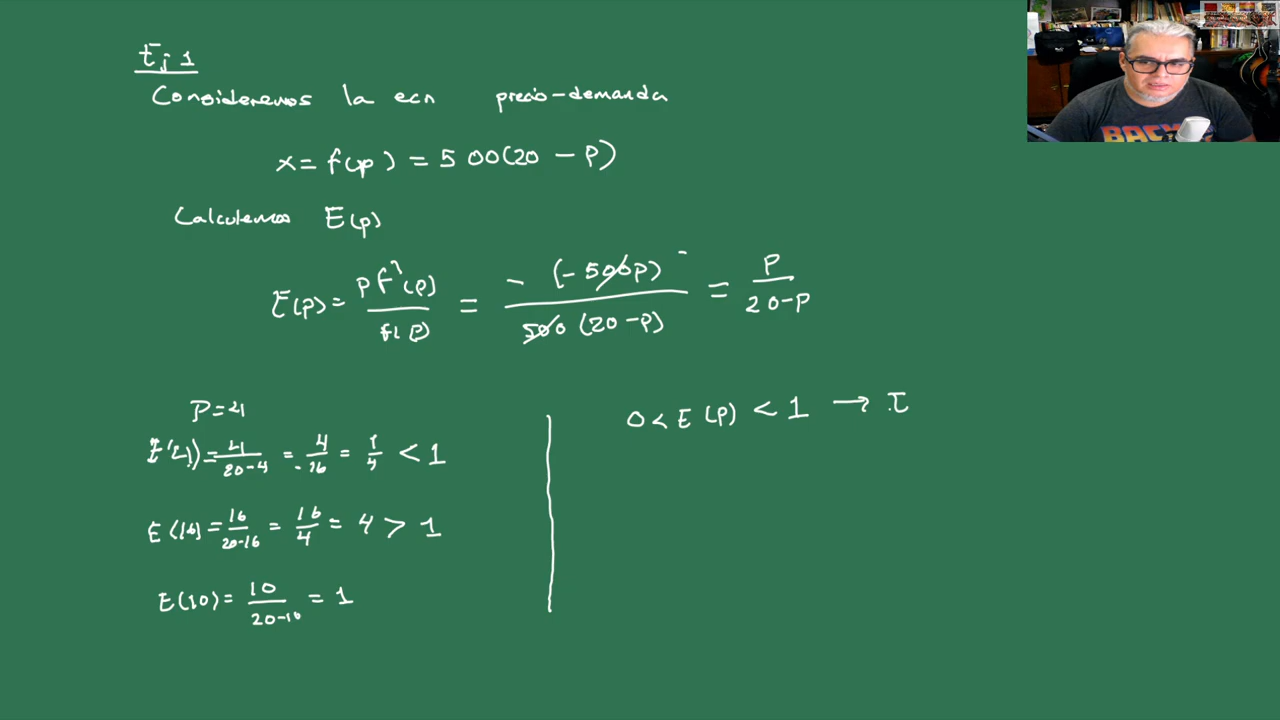 Ej 1
Consideremos la ecn precio-demanda
x = f(p) = 500(20 - P)
Calculemos E(p)
E(p) = pf'(p) / f(p) = - (-500p) / 500 (20-p) = P / 20-P
P=4
E(4) = 4 / 20-4 = 4 / 16 = 1 / 4 < 1
E(16) = 16 / 20-16 = 16 / 4 = 4 > 1
E(10) = 10 / 20-10 = 1
0 < E(p) < 1 → I
BACK